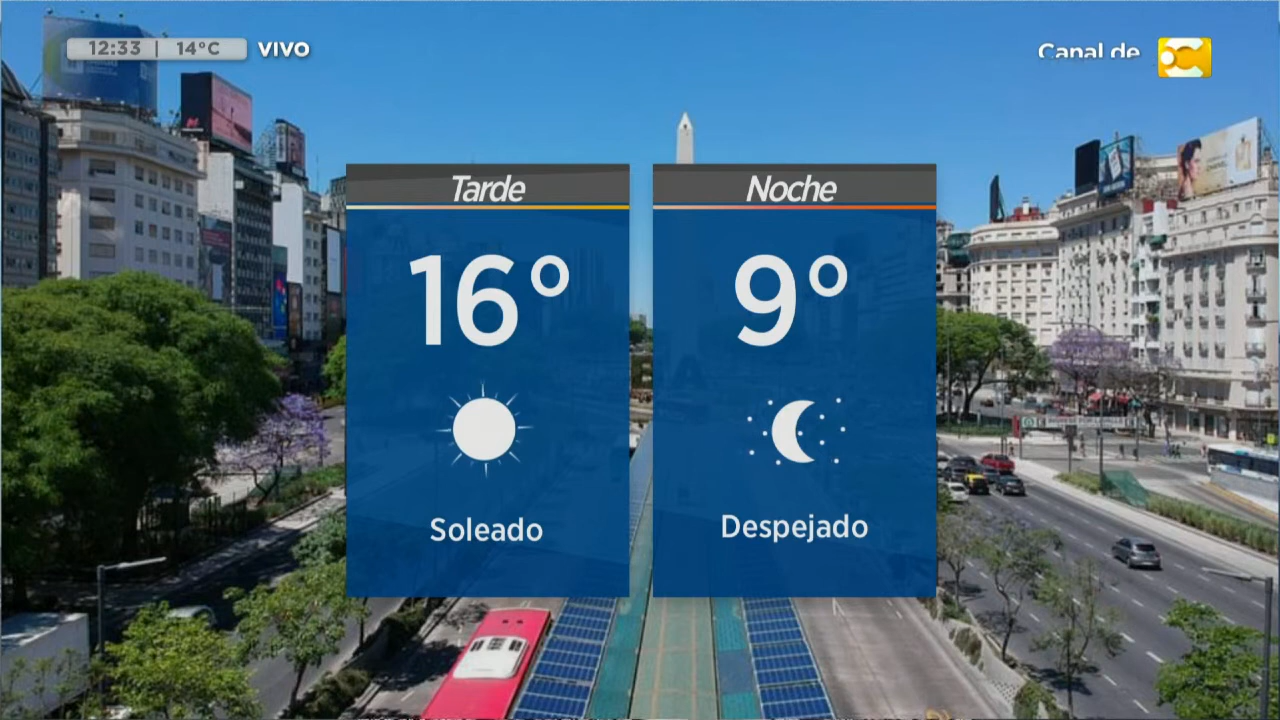 12:33 | 14°C VIVO
Canal de
Tarde
16°
Soleado
Noche
9°
Despejado